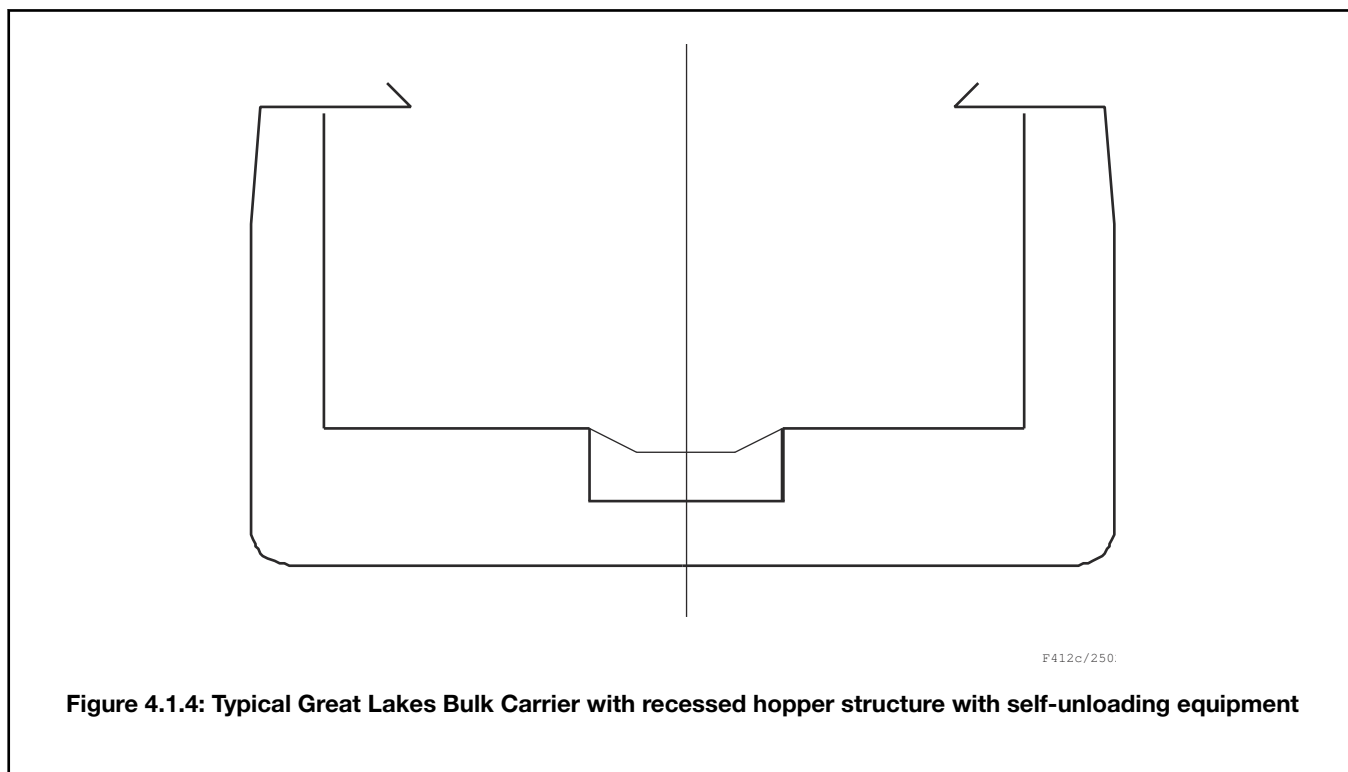 F412c/250.
Figure 4.1.4: Typical Great Lakes Bulk Carrier with recessed hopper structure with self-unloading equipment